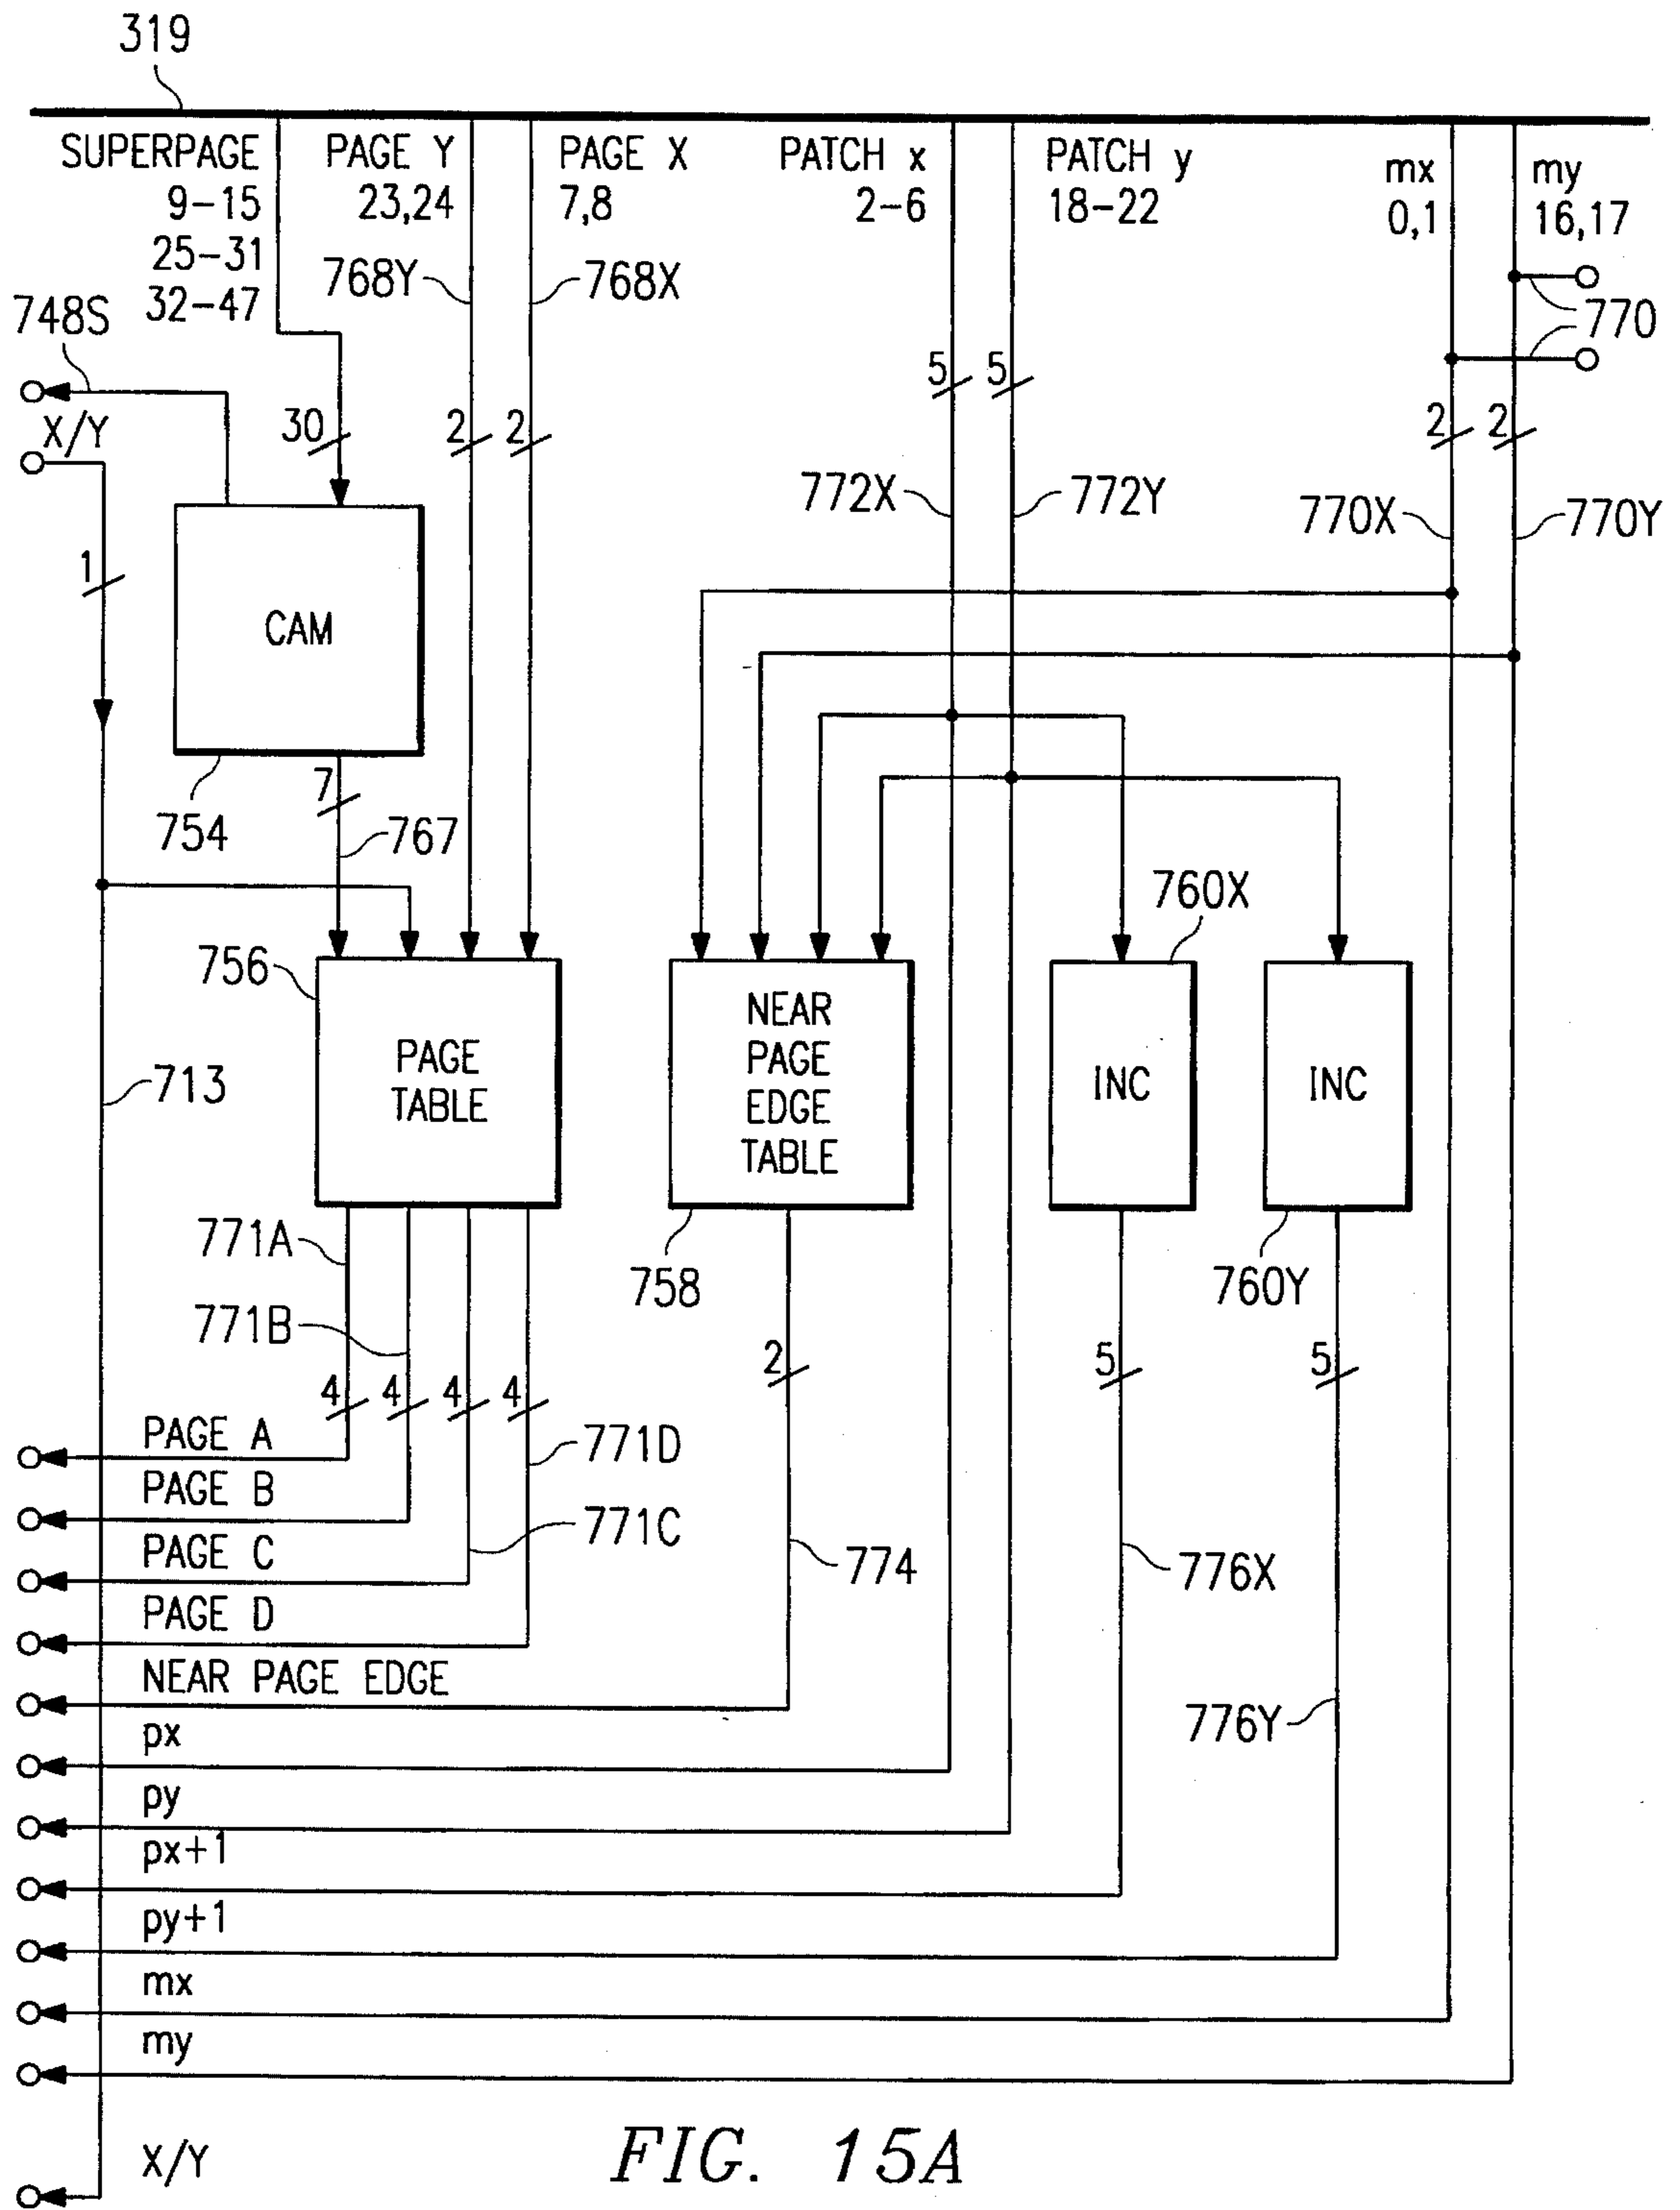 319
SUPERPAGE
9-15
25-31
32-47
PAGE Y
23,24
PAGE X
7,8
PATCH x
2-6
PATCH y
18-22
mx
0,1
my
16,17
768Y
768X
770
748S
X/Y
30
2
2
5
5
2
2
772X
772Y
770X
770Y
1
CAM
754
7
767
760X
756
PAGE
TABLE
NEAR
PAGE
EDGE
TABLE
INC
INC
713
771A
758
760Y
771B
4
4
4
4
2
5
5
PAGE A
771D
PAGE B
771C
PAGE C
774
776X
PAGE D
NEAR PAGE EDGE
776Y
px
py
px+1
py+1
mx
my
X/Y
FIG. 15A